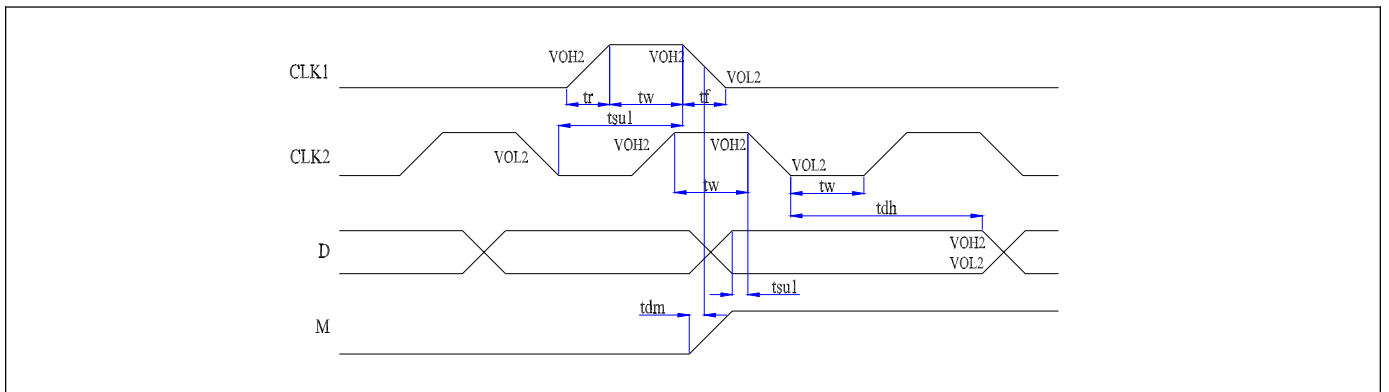 VOH2 VOH2
CLK1 VOL2
tr tw tf
tsu1
VOH2 VOH2
CLK2 VOL2 VOL2
tw tw
tdh
D VOH2
VOL2
tsu1
tdm
M